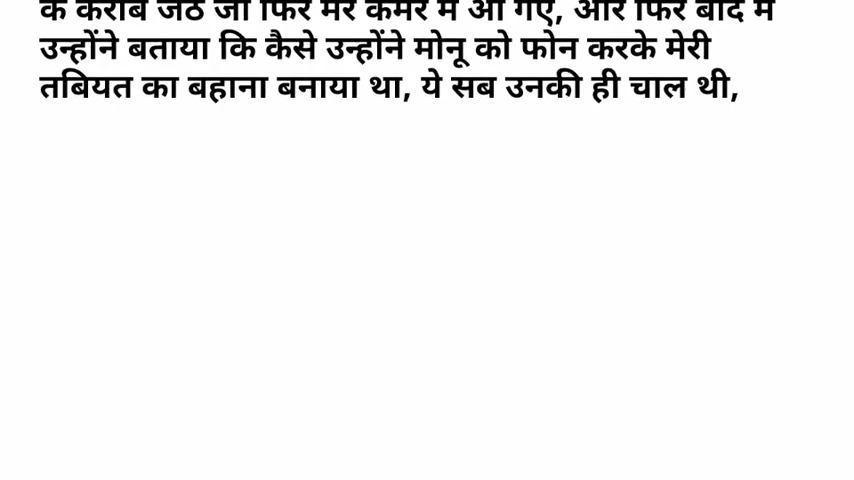 के करीब जेठ जी फिर मेरे कमरे में आ गए, और फिर बाद में
उन्होंने बताया कि कैसे उन्होंने मोनू को फोन करके मेरी
तबियत का बहाना बनाया था, ये सब उनकी ही चाल थी,